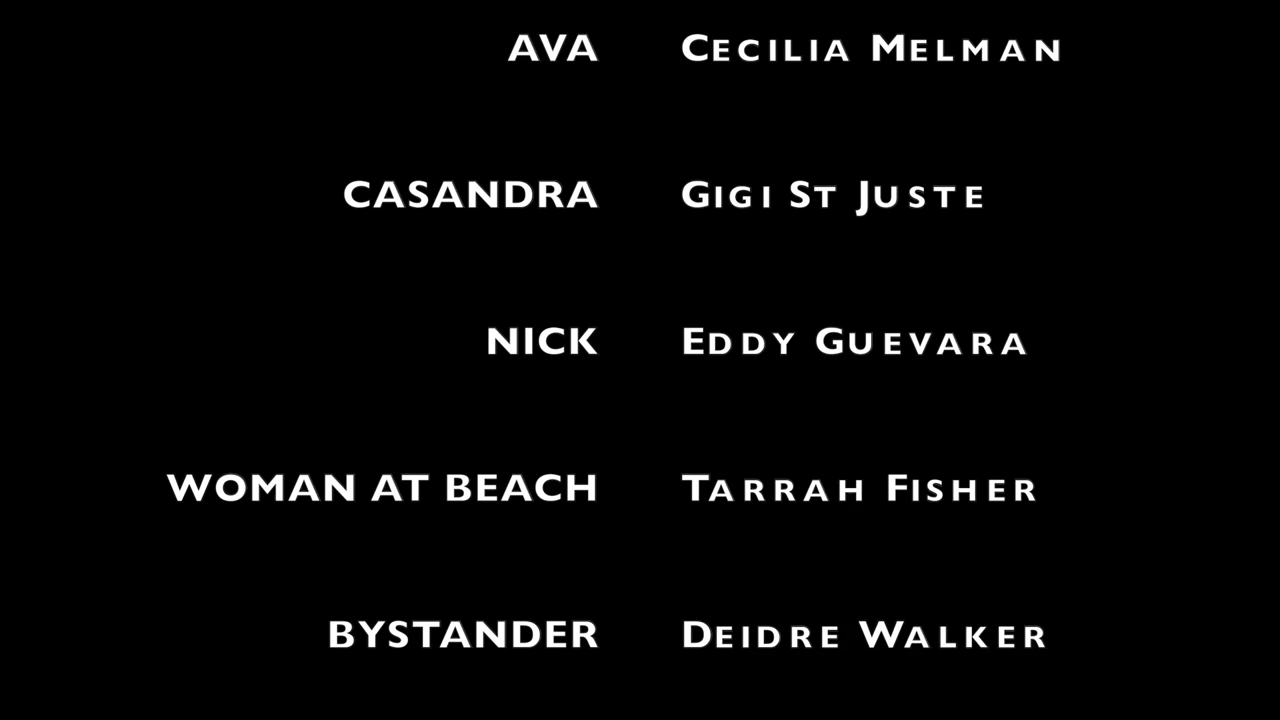 AVA Cecilia Melman
CASANDRA Gigi St Juste
NICK Eddy Guevara
WOMAN AT BEACH Tarrah Fisher
BYSTANDER Deidre Walker